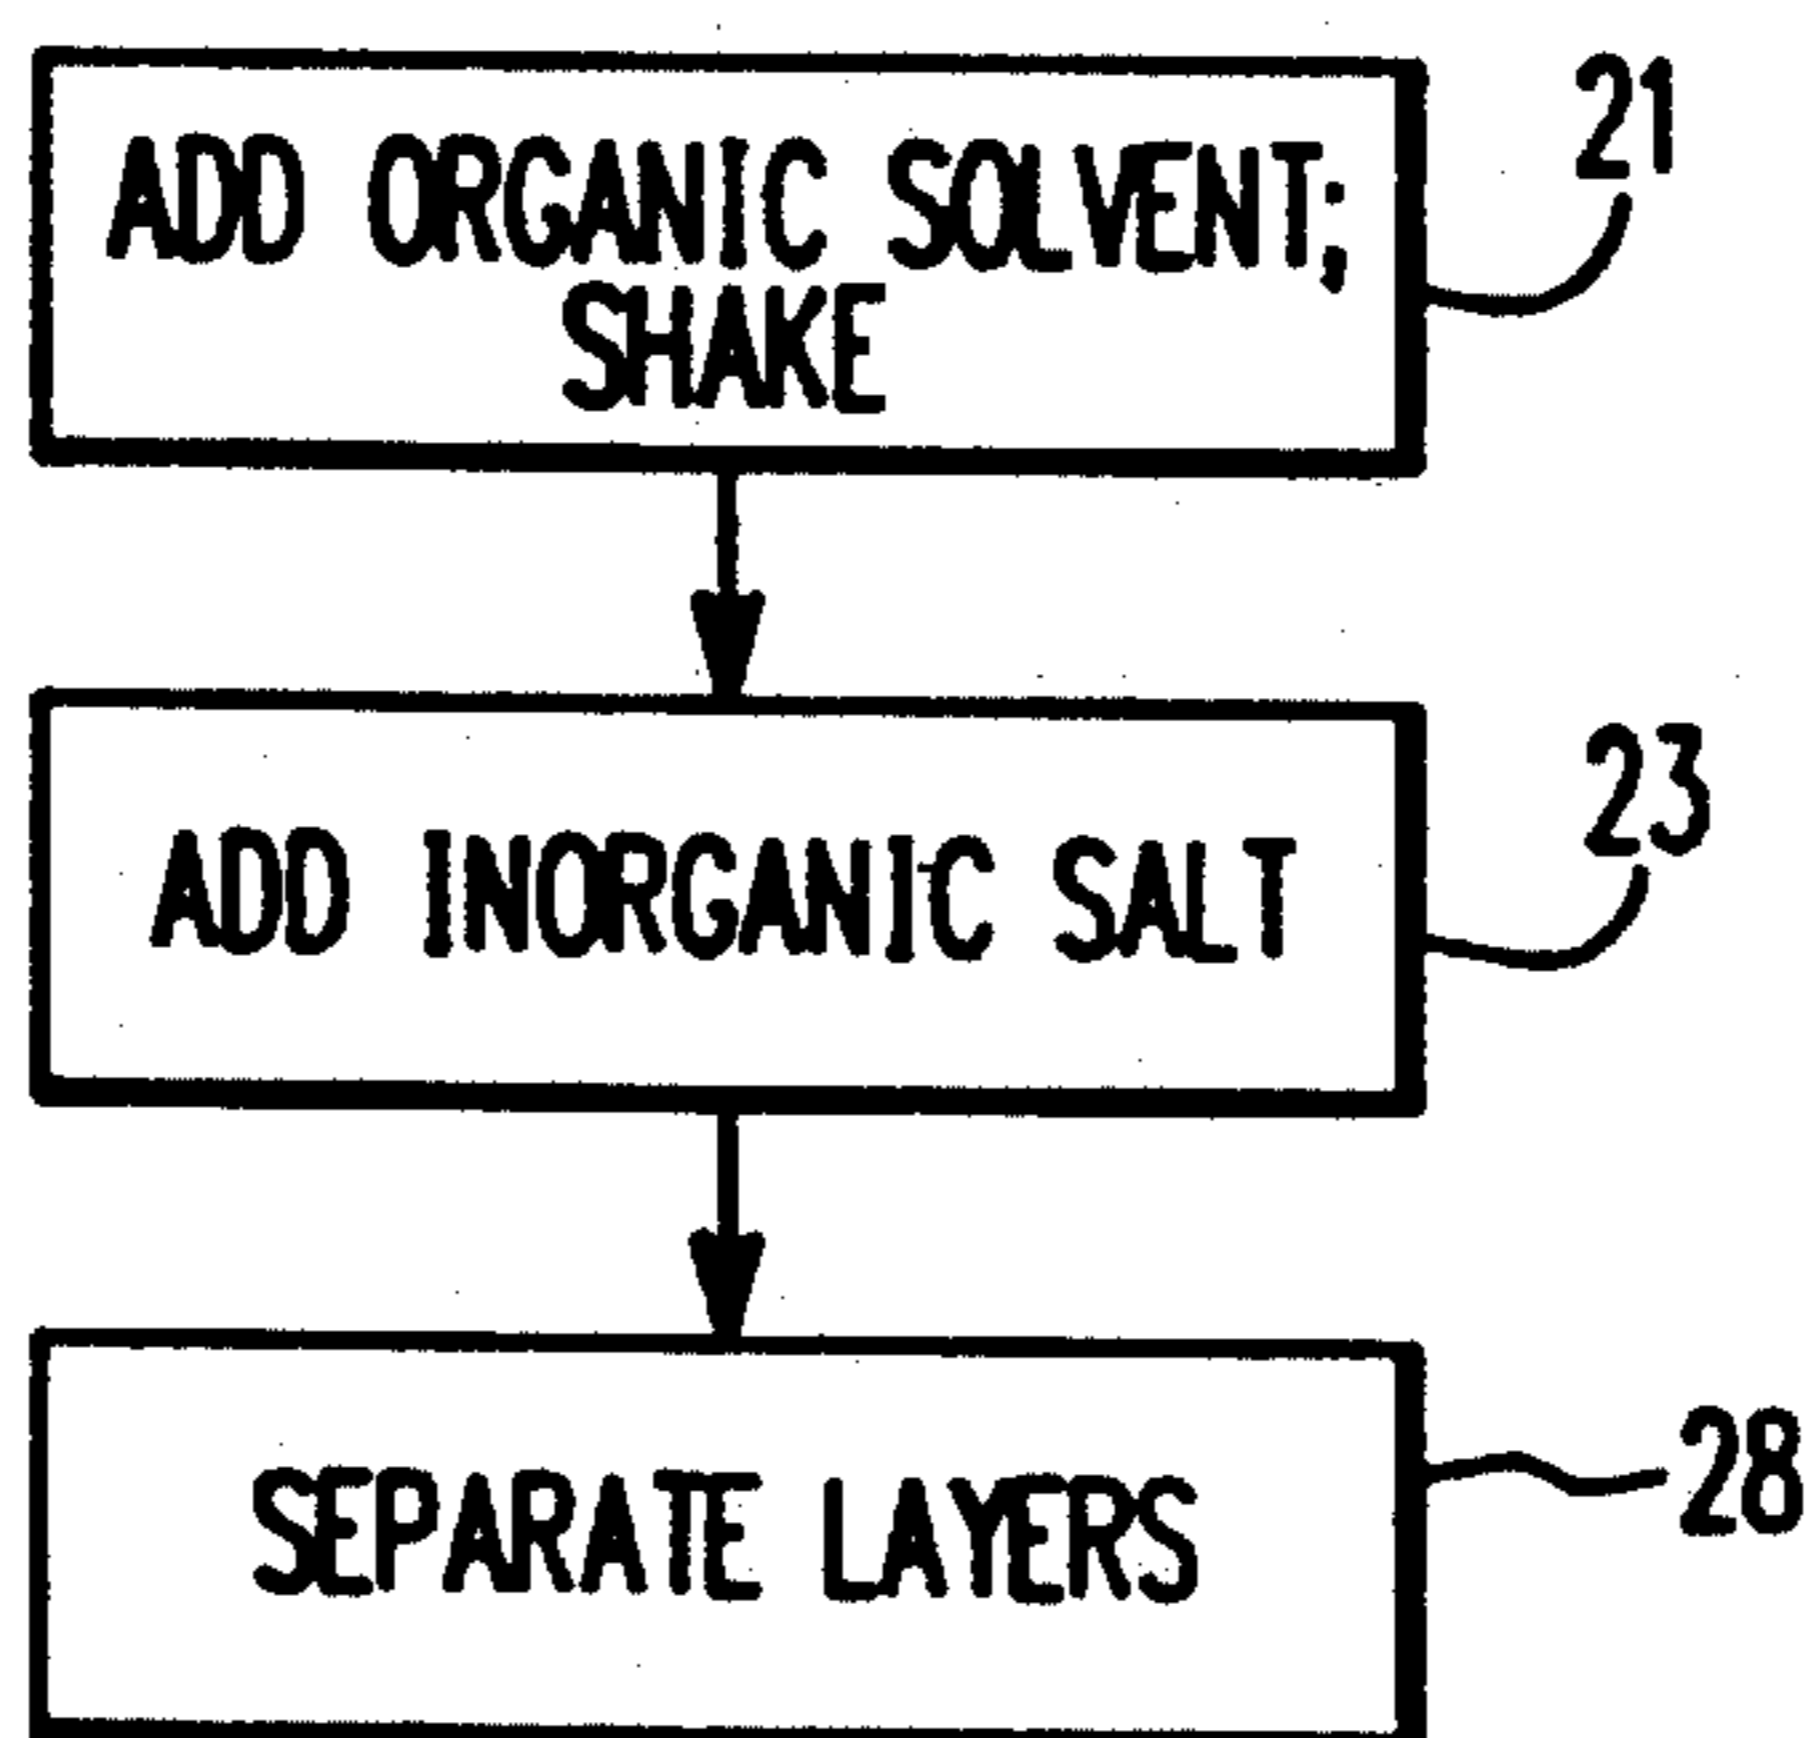 ADD ORGANIC SOLVENT;
SHAKE
21
ADD INORGANIC SALT
23
SEPARATE LAYERS
28